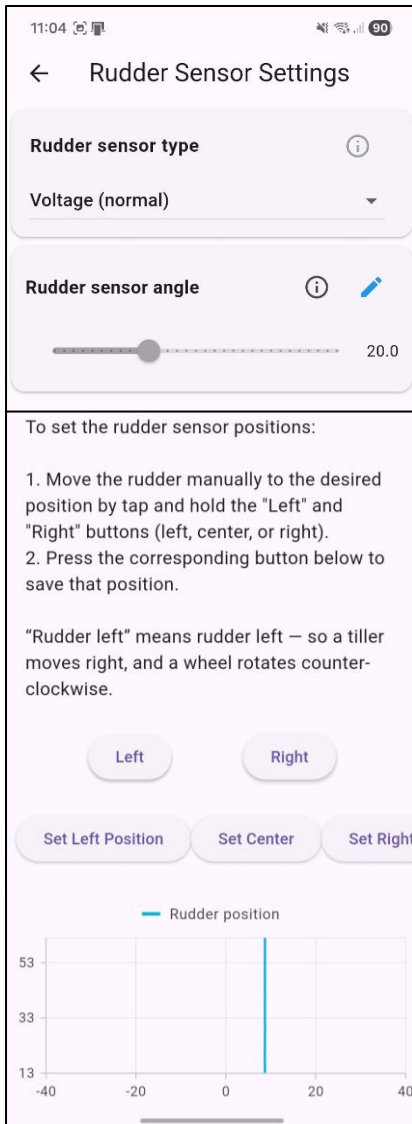 11:04
90
Rudder Sensor Settings
Rudder sensor type
Voltage (normal)
Rudder sensor angle
20.0
To set the rudder sensor positions:
1. Move the rudder manually to the desired
position by tap and hold the "Left" and
"Right" buttons (left, center, or right).
2. Press the corresponding button below to
save that position.
“Rudder left” means rudder left — so a tiller
moves right, and a wheel rotates counter-
clockwise.
Left Right
Set Left Position Set Center Set Right
Rudder position
53
33
13
-40 -20 0 20 40